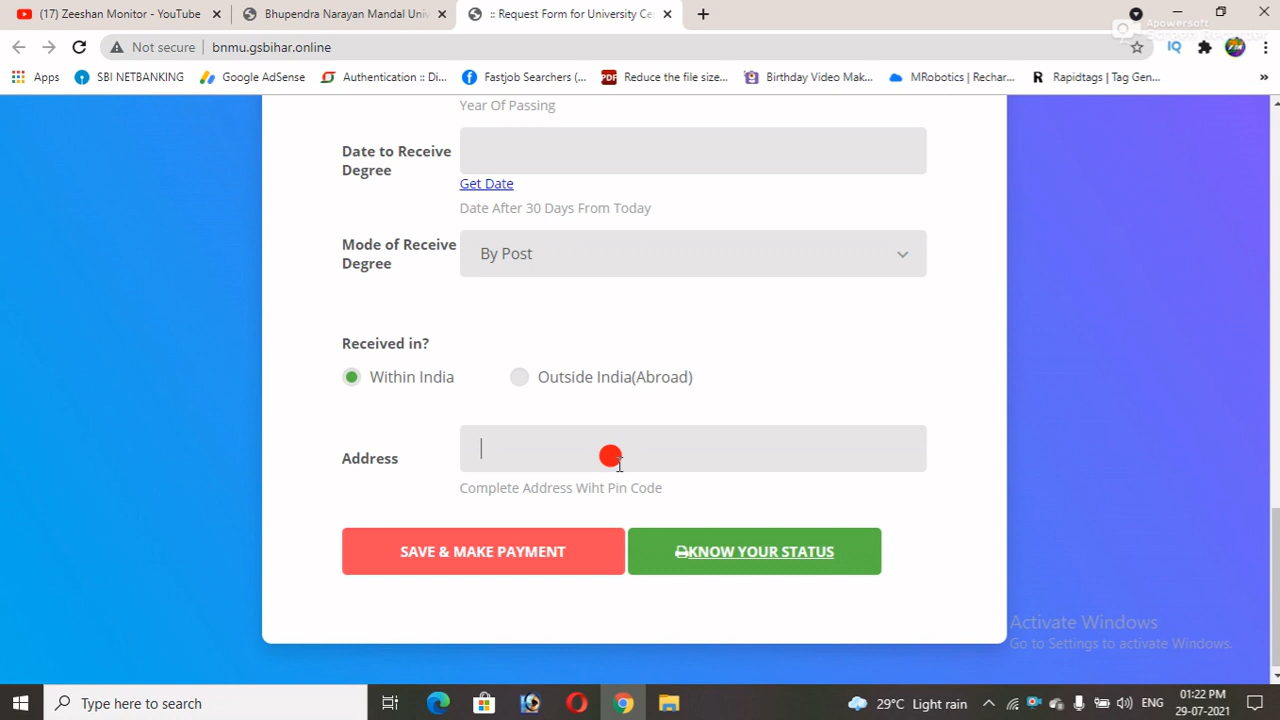 (17) Zeeshan Monitor - YouTube
Bhupendra Narayan Mandal Univ
:: Request Form for University Ce
Apowersoft
Screen Recorder
Not secure
bnmu.gsbihar.online
Apps
SBI NETBANKING
Google AdSense
Authentication :: Di...
Fastjob Searchers (...
PDF
Reduce the file siz...
Birthday Video Mak...
MRobotics | Rechar...
R
Rapidtags | Tag Gen...
»
Year Of Passing
Date to Receive
Degree
Get Date
Date After 30 Days From Today
Mode of Receive
Degree
By Post
Received in?
Within India
Outside India(Abroad)
Address
Complete Address Wiht Pin Code
SAVE & MAKE PAYMENT
KNOW YOUR STATUS
Activate Windows
Go to Settings to activate Windows.
Type here to search
29°C Light rain
ENG
01:22 PM
29-07-2021